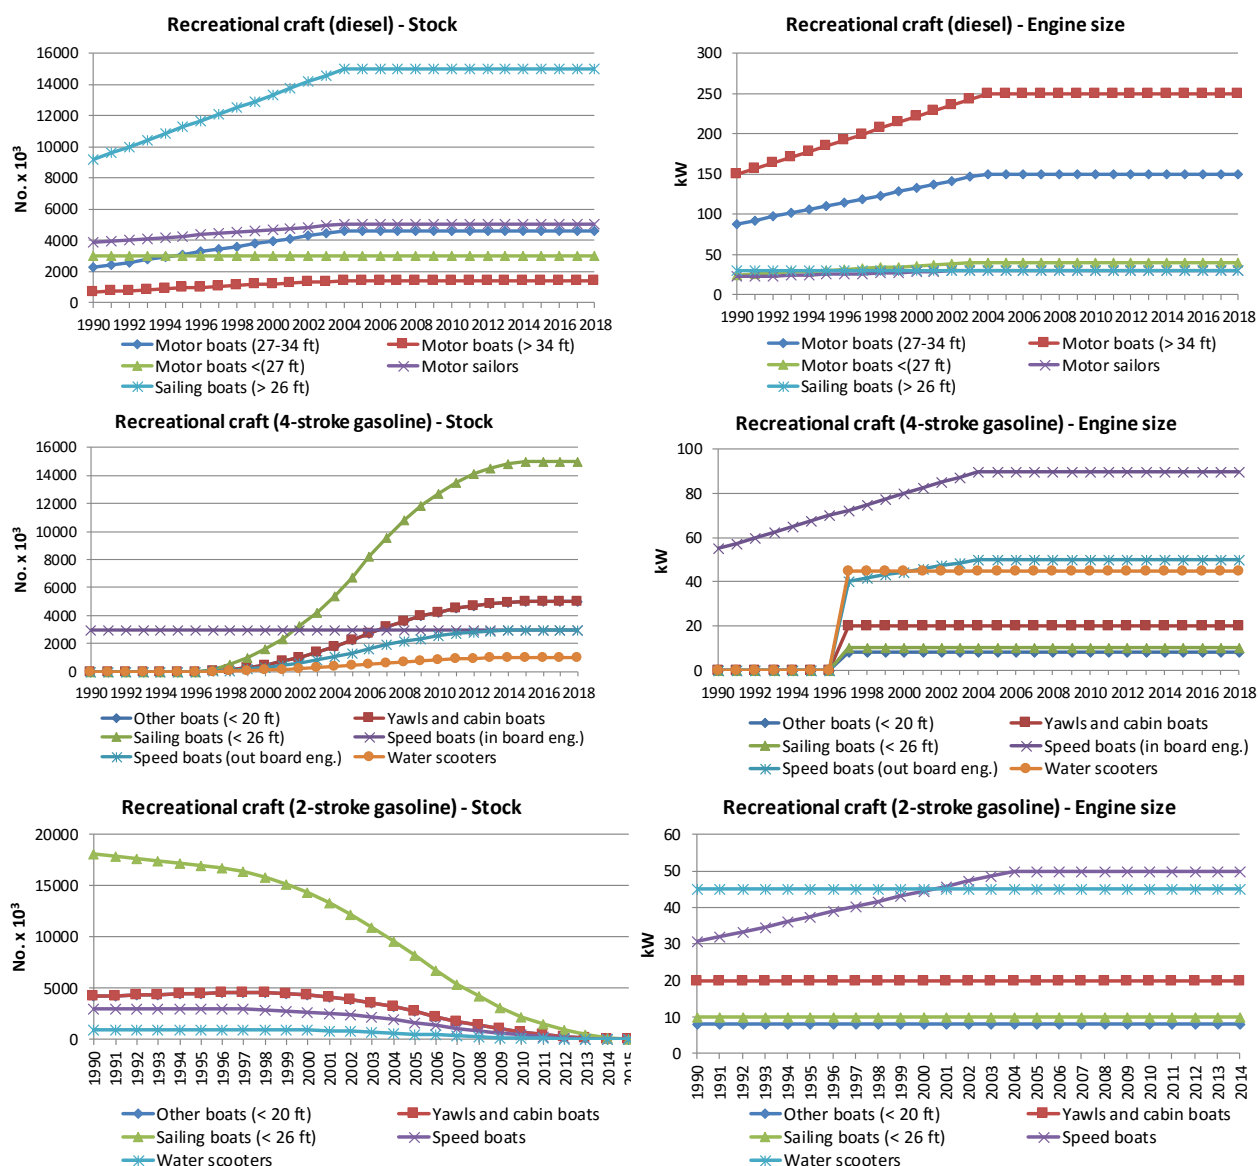 Recreational craft (diesel) - Stock
No. x 10³
16000
14000
12000
10000
8000
6000
4000
2000
0
1990 1992 1994 1996 1998 2000 2002 2004 2006 2008 2010 2012 2014 2016 2018
Motor boats (27-34 ft) Motor boats (> 34 ft)
Motor boats <(27 ft) Motor sailors
Sailing boats (> 26 ft)
Recreational craft (diesel) - Engine size
kW
300
250
200
150
100
50
0
1990 1992 1994 1996 1998 2000 2002 2004 2006 2008 2010 2012 2014 2016 2018
Motor boats (27-34 ft) Motor boats (> 34 ft)
Motor boats <(27 ft) Motor sailors
Sailing boats (> 26 ft)
Recreational craft (4-stroke gasoline) - Stock
No. x 10³
16000
14000
12000
10000
8000
6000
4000
2000
0
1990 1992 1994 1996 1998 2000 2002 2004 2006 2008 2010 2012 2014 2016 2018
Other boats (< 20 ft) Yawls and cabin boats
Sailing boats (< 26 ft) Speed boats (in board eng.)
Speed boats (out board eng.) Water scooters
Recreational craft (4-stroke gasoline) - Engine size
kW
100
80
60
40
20
0
1990 1992 1994 1996 1998 2000 2002 2004 2006 2008 2010 2012 2014 2016 2018
Other boats (< 20 ft) Yawls and cabin boats
Sailing boats (< 26 ft) Speed boats (in board eng.)
Speed boats (out board eng.) Water scooters
Recreational craft (2-stroke gasoline) - Stock
No. x 10³
20000
15000
10000
5000
0
1990 1991 1992 1993 1994 1995 1996 1997 1998 1999 2000 2001 2002 2003 2004 2005 2006 2007 2008 2009 2010 2011 2012 2013 2014 2015
Other boats (< 20 ft) Yawls and cabin boats
Sailing boats (< 26 ft) Speed boats
Water scooters
Recreational craft (2-stroke gasoline) - Engine size
kW
60
50
40
30
20
10
0
1990 1991 1992 1993 1994 1995 1996 1997 1998 1999 2000 2001 2002 2003 2004 2005 2006 2007 2008 2009 2010 2011 2012 2013 2014
Other boats (< 20 ft) Yawls and cabin boats
Sailing boats (< 26 ft) Speed boats
Water scooters